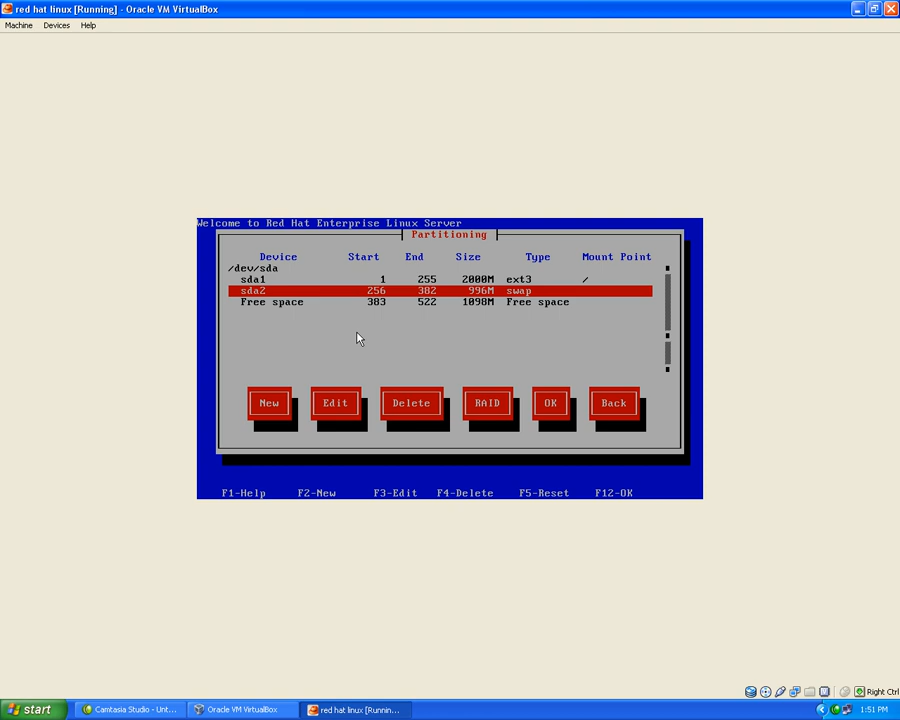 red hat linux [Running] - Oracle VM VirtualBox
Machine Devices Help
Welcome to Red Hat Enterprise Linux Server
Partitioning
Device Start End Size Type Mount Point
/dev/sda
sda1 1 255 2000M ext3 /
sda2 256 382 996M swap
Free space 383 522 1098M Free space
New Edit Delete RAID OK Back
F1-Help F2-New F3-Edit F4-Delete F5-Reset F12-OK
Right Ctrl
start Camtasia Studio - Unt... Oracle VM VirtualBox red hat linux [Runnin... 1:51 PM